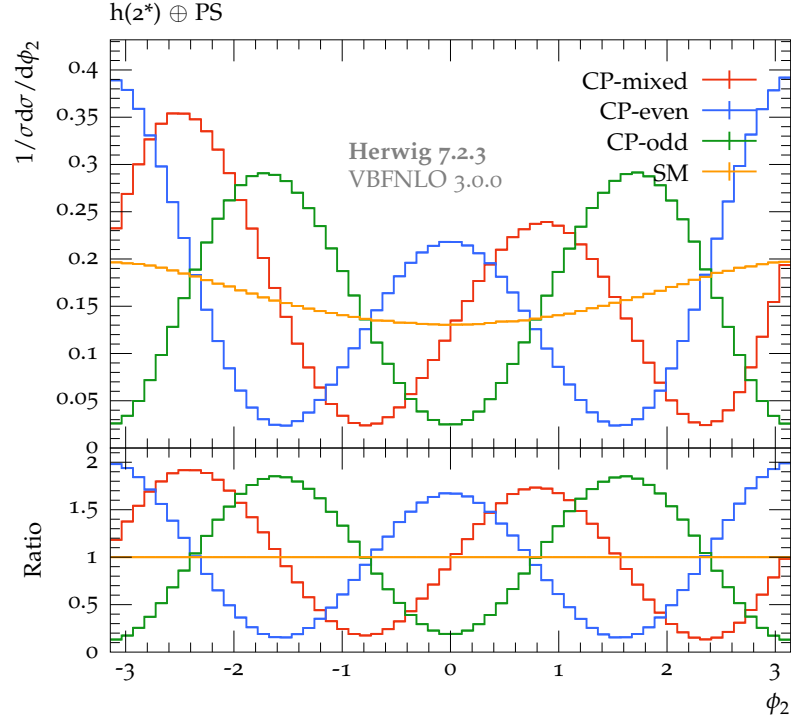 h(2*) ⊕ PS
1/σ dσ/dϕ₂
0.4
0.35
0.3
0.25
0.2
0.15
0.1
0.05
0
CP-mixed
CP-even
CP-odd
SM
Herwig 7.2.3
VBFNLO 3.0.0
Ratio
2
1.5
1
0.5
0
-3 -2 -1 0 1 2 3
ϕ₂